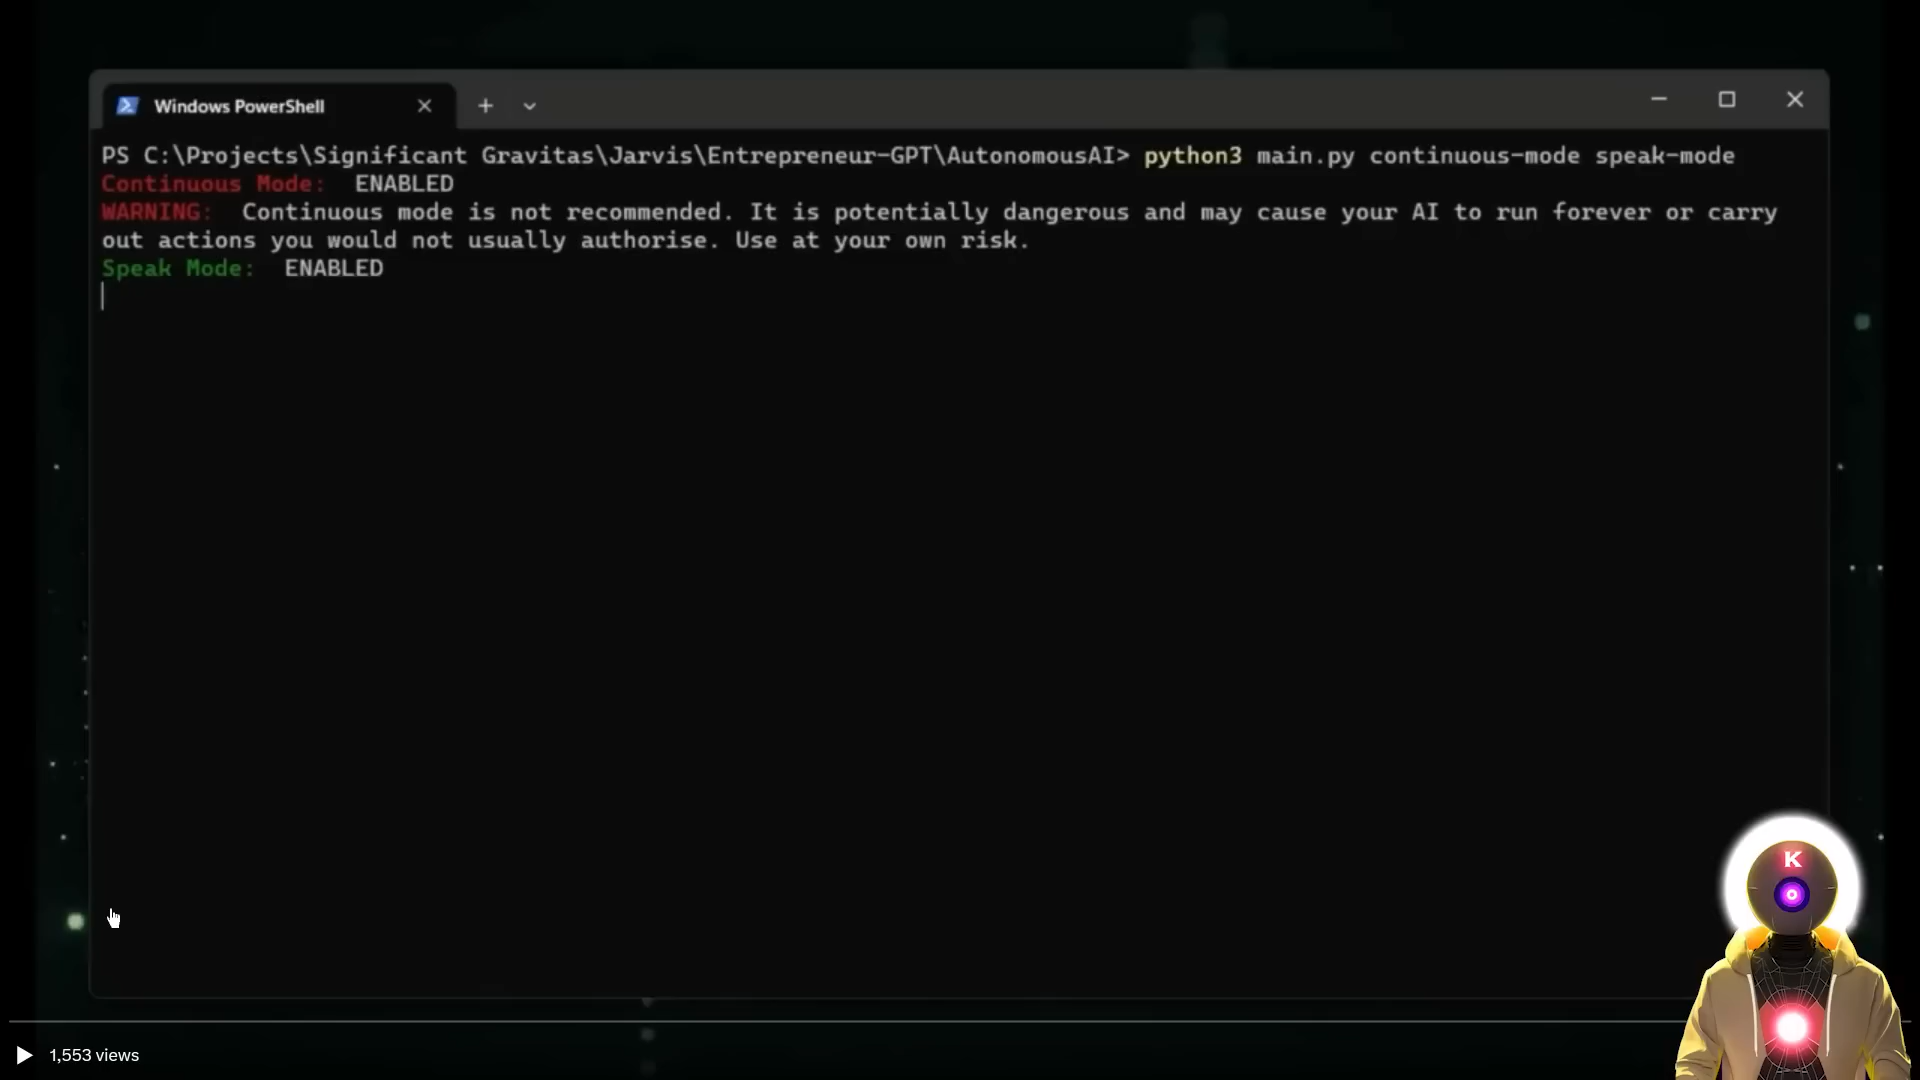 Windows PowerShell
PS C:\Projects\Significant Gravitas\Jarvis\Entrepreneur-GPT\AutonomousAI> python3 main.py continuous-mode speak-mode
Continuous Mode:  ENABLED
WARNING:  Continuous mode is not recommended. It is potentially dangerous and may cause your AI to run forever or carry
out actions you would not usually authorise. Use at your own risk.
Speak Mode:  ENABLED
K
1,553 views